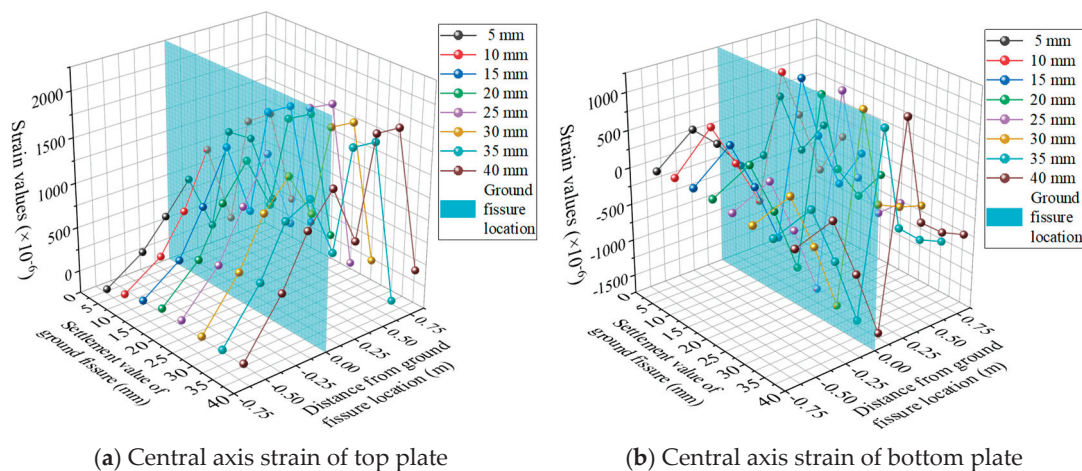 2000
1500
1000
500
0
Strain values (×10⁻⁶)
0
5
10
15
20
25
30
35
40
Settlement value of
ground fissure (mm)
-0.75
-0.50
-0.25
0.00
0.25
0.50
0.75
Distance from ground
fissure location (m)
5 mm
10 mm
15 mm
20 mm
25 mm
30 mm
35 mm
40 mm
Ground
fissure
location
(a) Central axis strain of top plate
1000
500
0
-500
-1000
-1500
Strain values (×10⁻⁶)
0
5
10
15
20
25
30
35
40
Settlement value of
ground fissure (mm)
-0.75
-0.50
-0.25
0.00
0.25
0.50
0.75
Distance from ground
fissure location (m)
5 mm
10 mm
15 mm
20 mm
25 mm
30 mm
35 mm
40 mm
Ground
fissure
location
(b) Central axis strain of bottom plate